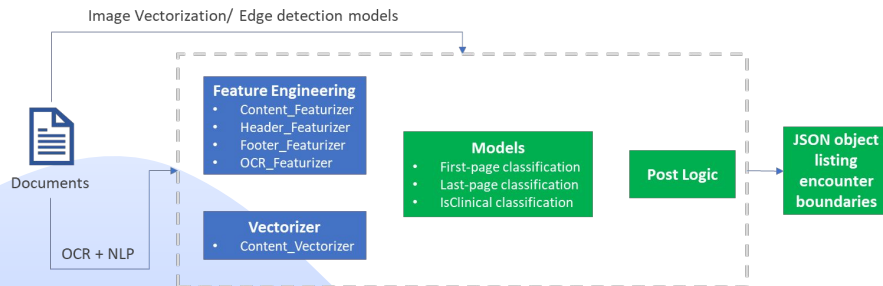 Image Vectorization/ Edge detection models
Documents
OCR + NLP
Feature Engineering
• Content_Featurizer
• Header_Featurizer
• Footer_Featurizer
• OCR_Featurizer
Vectorizer
• Content_Vectorizer
Models
• First-page classification
• Last-page classification
• IsClinical classification
Post Logic
JSON object
listing
encounter
boundaries